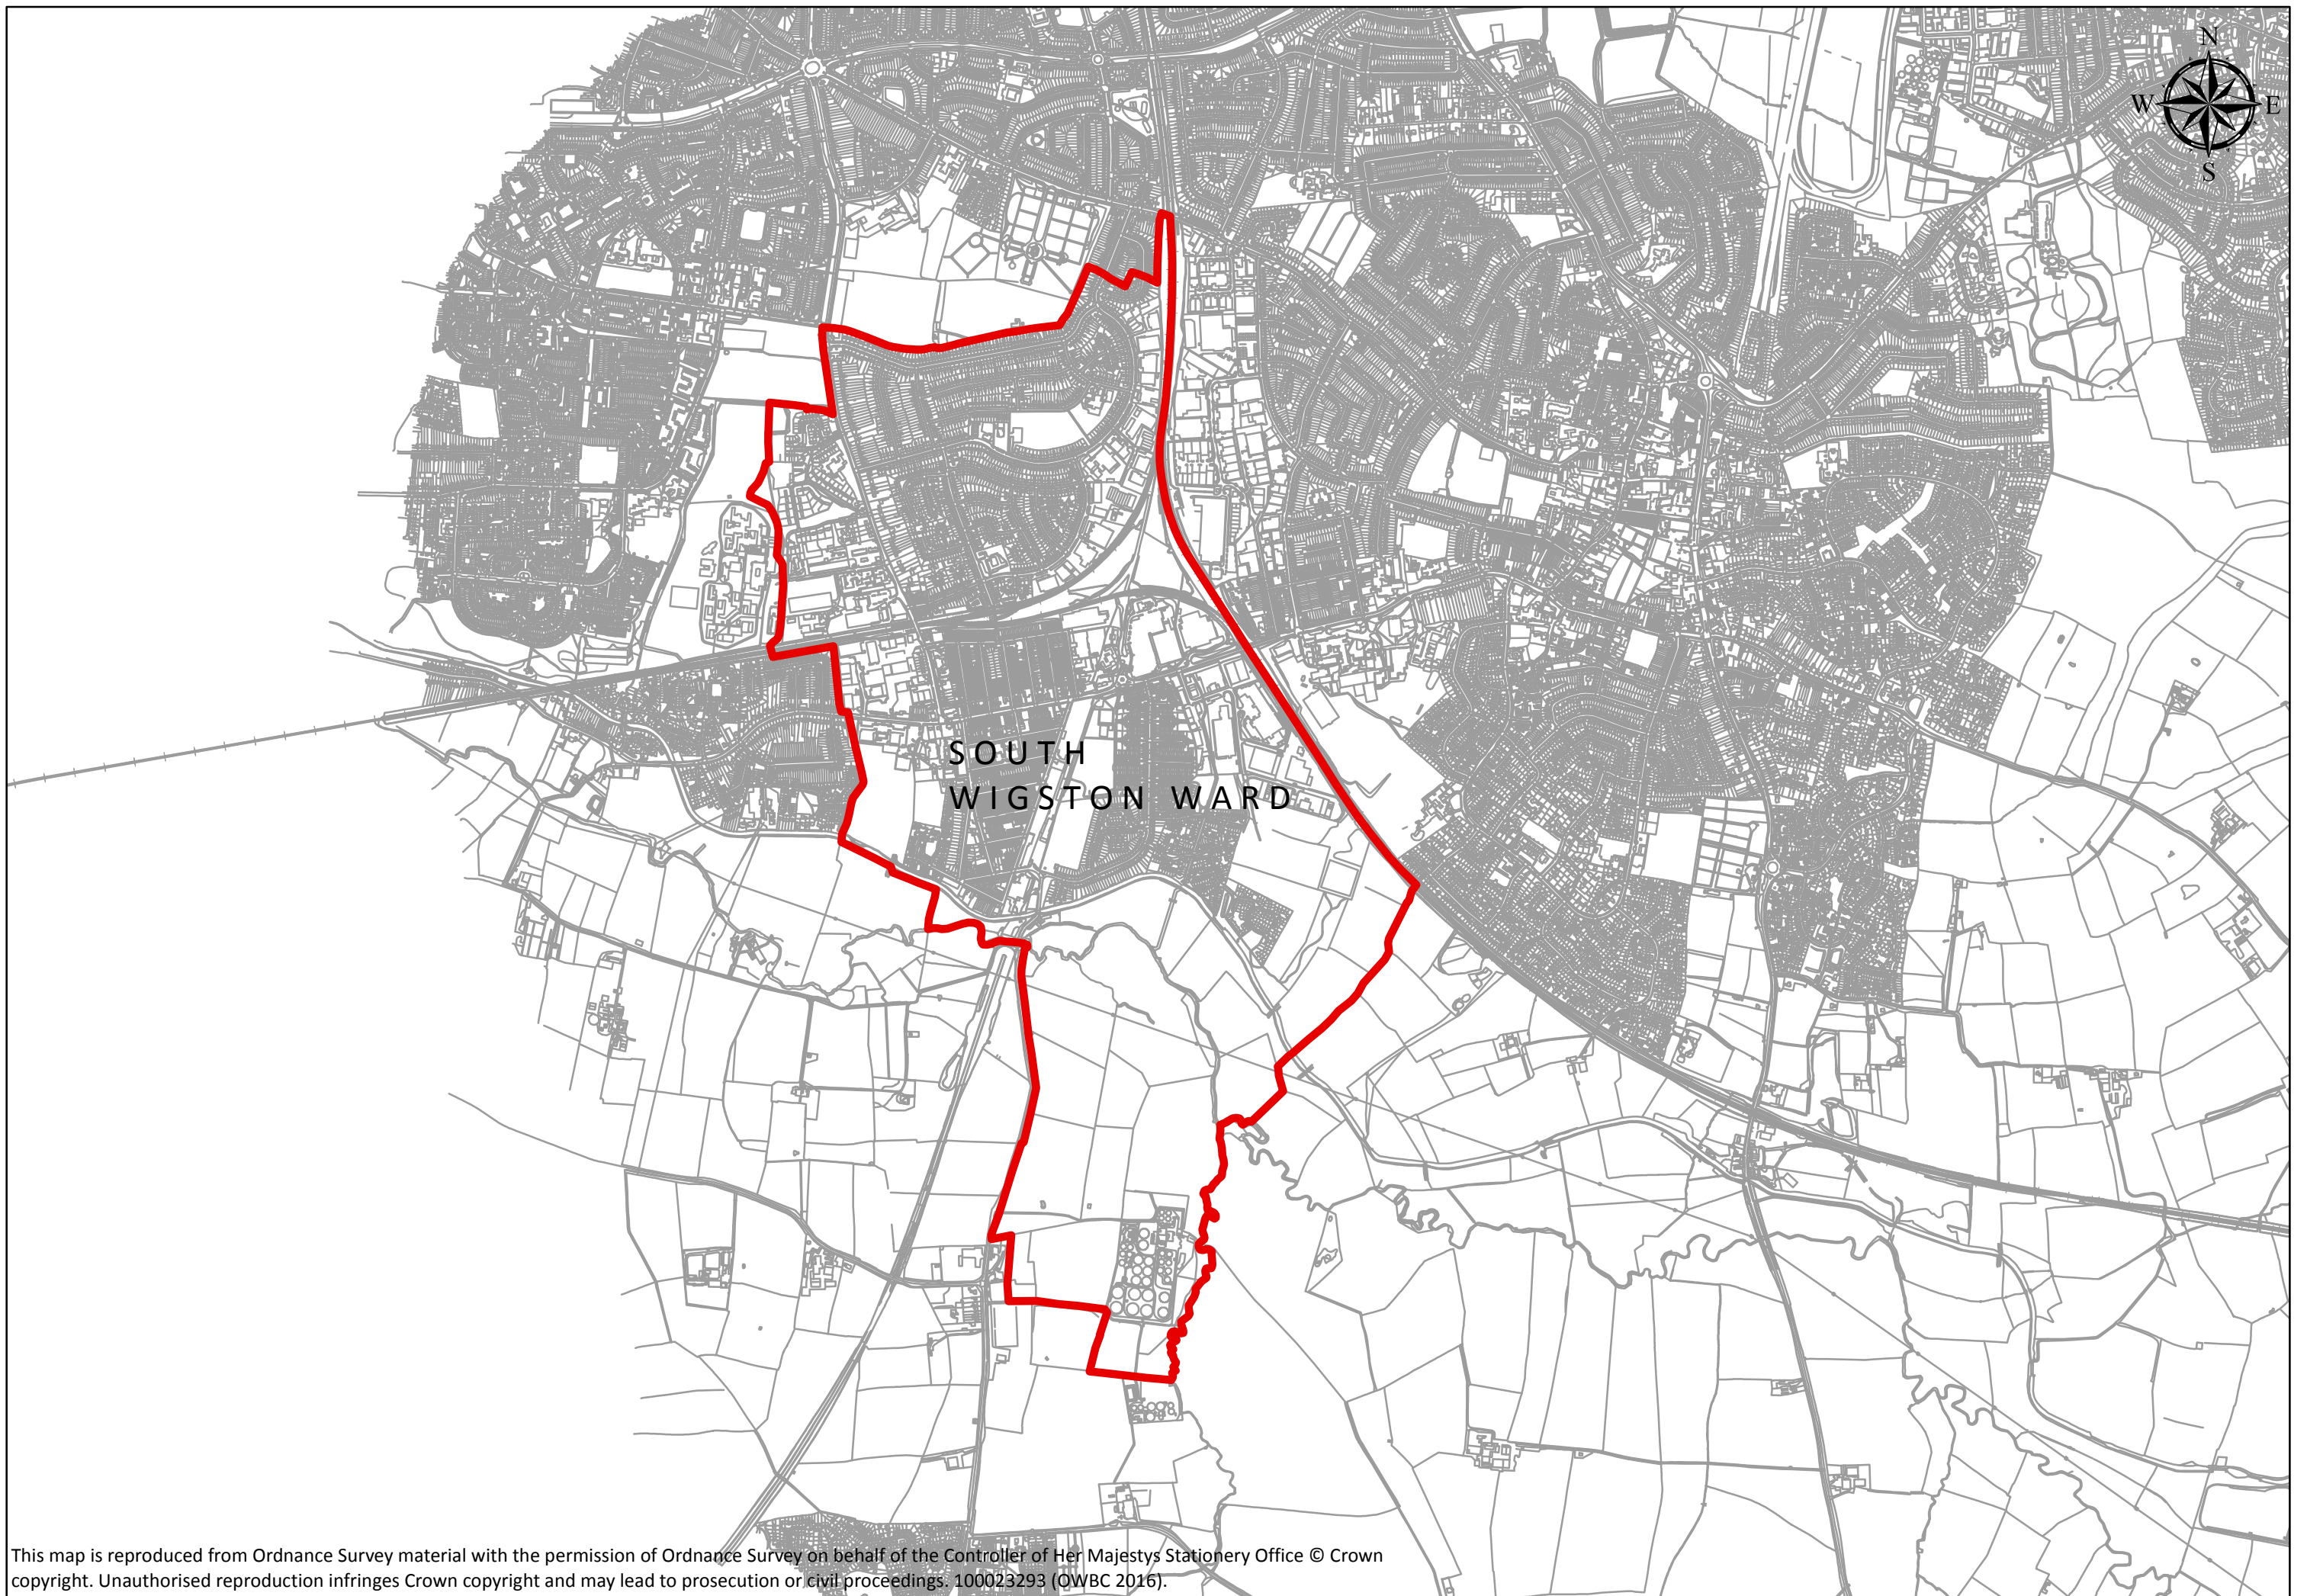 N
W E
S
SOUTH
WIGSTON WARD
This map is reproduced from Ordnance Survey material with the permission of Ordnance Survey on behalf of the Controller of Her Majestys Stationery Office © Crown
copyright. Unauthorised reproduction infringes Crown copyright and may lead to prosecution or civil proceedings. 100023293 (OWBC 2016).